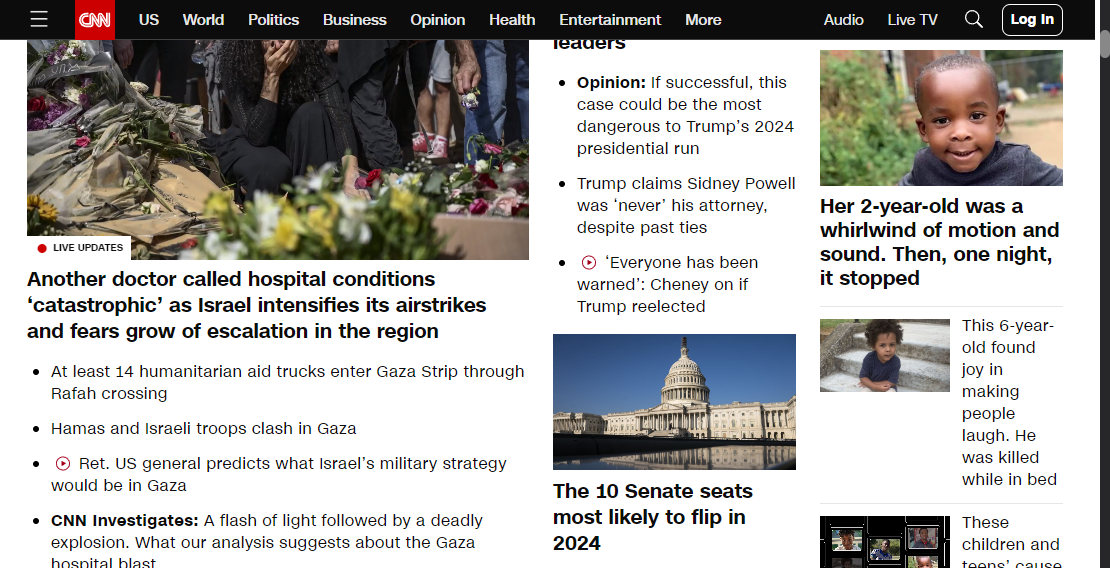 CNN
US
World
Politics
Business
Opinion
Health
Entertainment
More
Audio
Live TV
Log In
LIVE UPDATES
Another doctor called hospital conditions
‘catastrophic’ as Israel intensifies its airstrikes
and fears grow of escalation in the region
At least 14 humanitarian aid trucks enter Gaza Strip through
Rafah crossing
Hamas and Israeli troops clash in Gaza
Ret. US general predicts what Israel’s military strategy
would be in Gaza
CNN Investigates: A flash of light followed by a deadly
explosion. What our analysis suggests about the Gaza
hospital blast
leaders
Opinion: If successful, this
case could be the most
dangerous to Trump’s 2024
presidential run
Trump claims Sidney Powell
was ‘never’ his attorney,
despite past ties
‘Everyone has been
warned’: Cheney on if
Trump reelected
The 10 Senate seats
most likely to flip in
2024
Her 2-year-old was a
whirlwind of motion and
sound. Then, one night,
it stopped
This 6-year-
old found
joy in
making
people
laugh. He
was killed
while in bed
These
children and
teens’ cause